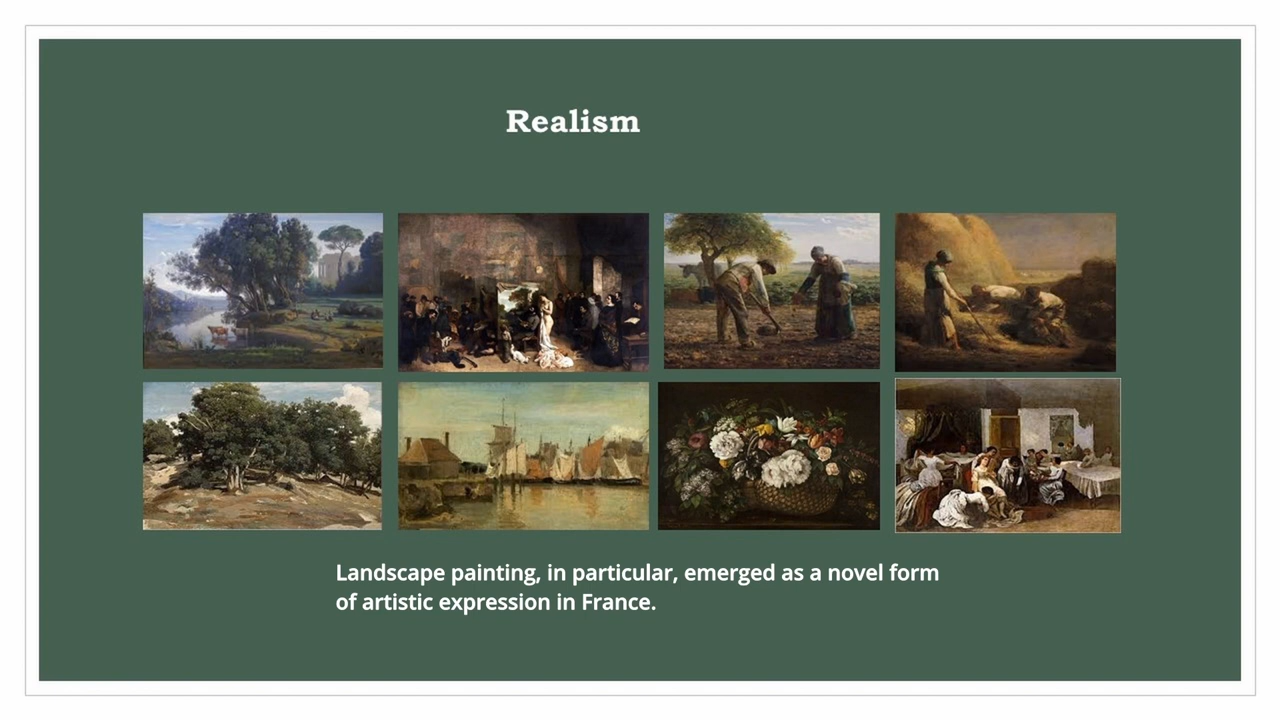 Realism
Landscape painting, in particular, emerged as a novel form
of artistic expression in France.